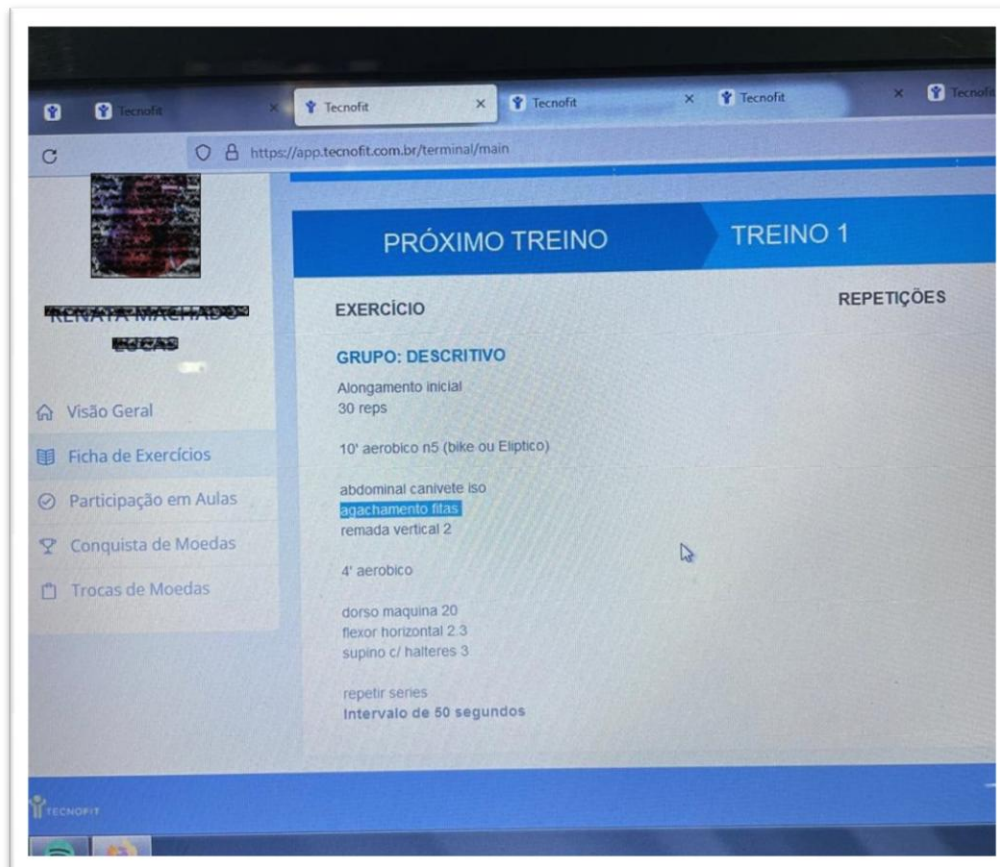 Tecnofit
Tecnofit
Tecnofit
Tecnofit
Tecnofit
https://app.tecnofit.com.br/terminal/main
PRÓXIMO TREINO
TREINO 1
EXERCÍCIO
REPETIÇÕES
GRUPO: DESCRITIVO
Alongamento inicial
30 reps
10' aerobico n5 (bike ou Eliptico)
abdominal canivete iso
agachamento fitas
remada vertical 2
4' aerobico
dorso maquina 20
flexor horizontal 2.3
supino c/ halteres 3
repetir series
Intervalo de 50 segundos
Visão Geral
Ficha de Exercícios
Participação em Aulas
Conquista de Moedas
Trocas de Moedas
TECNOFIT